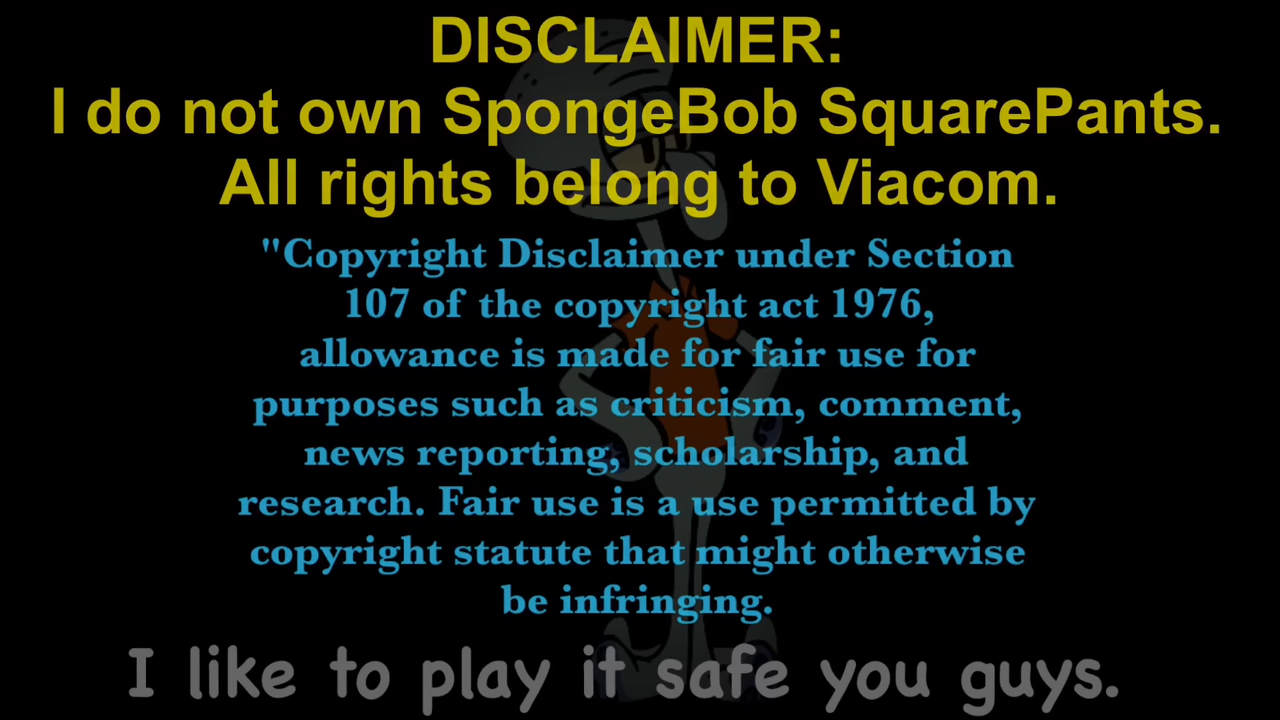 DISCLAIMER:
I do not own SpongeBob SquarePants.
All rights belong to Viacom.
"Copyright Disclaimer under Section
107 of the copyright act 1976,
allowance is made for fair use for
purposes such as criticism, comment,
news reporting, scholarship, and
research. Fair use is a use permitted by
copyright statute that might otherwise
be infringing.
I like to play it safe you guys.